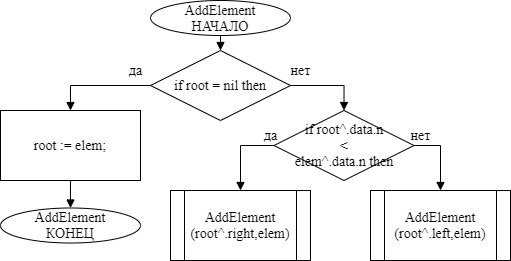 AddElement
НАЧАЛО
да
if root = nil then
нет
root := elem;
да
if root^.data.n
<
elem^.data.n then
нет
AddElement
КОНЕЦ
AddElement
(root^.right,elem)
AddElement
(root^.left,elem)